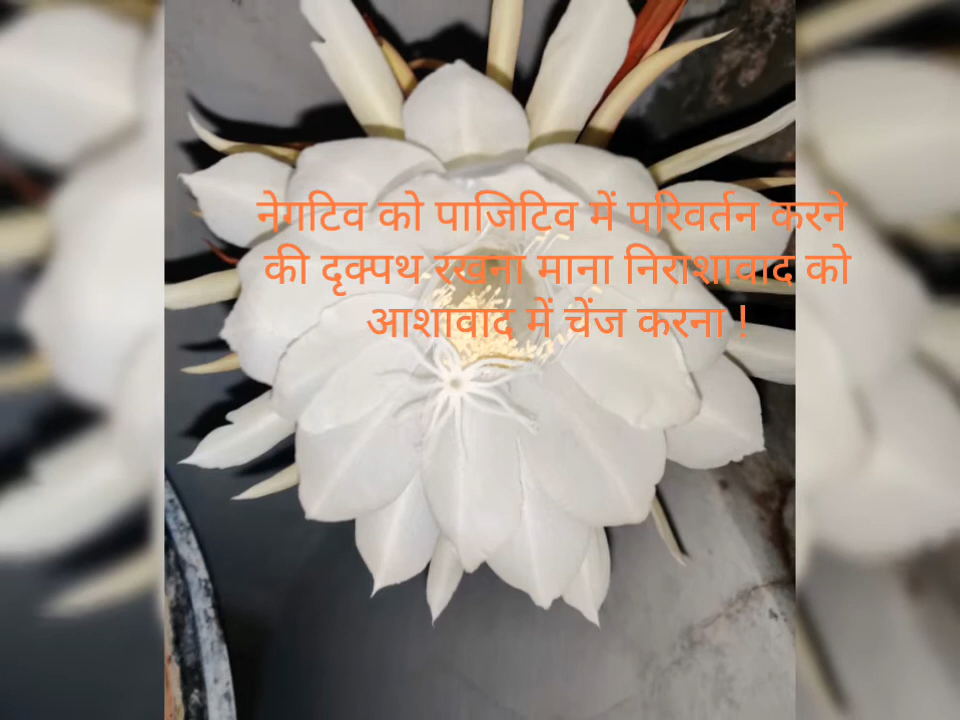 नेगटिव को पाजिटिव में परिवर्तन करने
की दृक्पथ रखना माना निराशावाद को
आशावाद में चेंज करना !